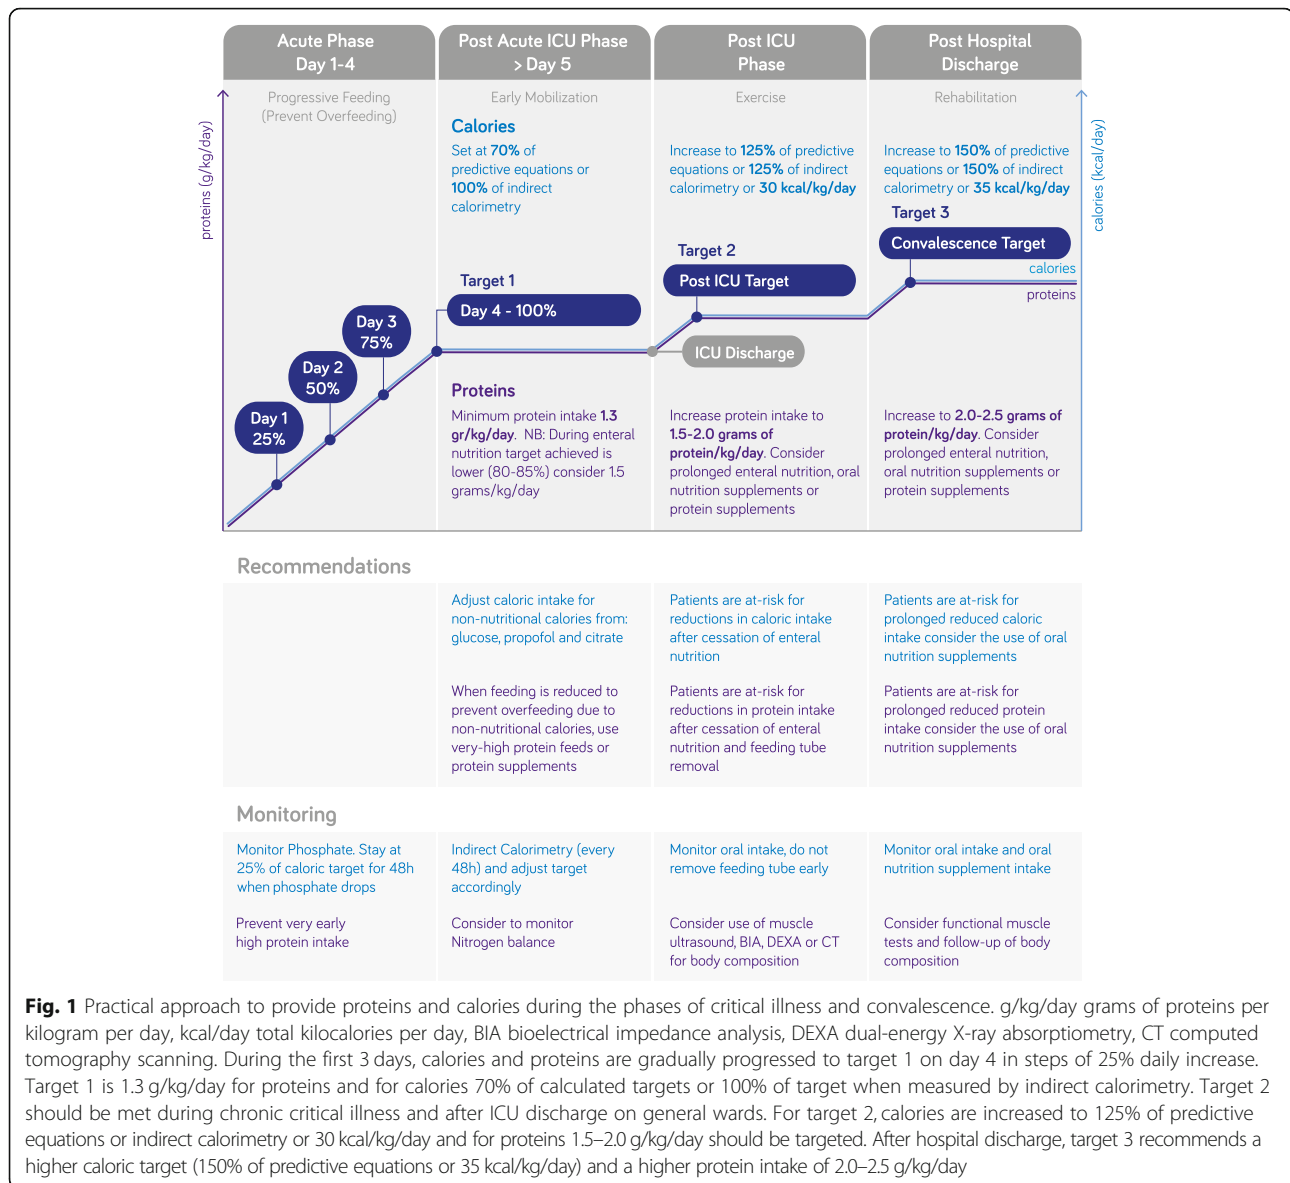 Acute Phase
Day 1-4
Post Acute ICU Phase
> Day 5
Post ICU
Phase
Post Hospital
Discharge
Progressive Feeding
(Prevent Overfeeding)
Early Mobilization
Exercise
Rehabilitation
proteins (g/kg/day)
calories (kcal/day)
Calories
Set at 70% of
predictive equations or
100% of indirect
calorimetry
Increase to 125% of predictive
equations or 125% of indirect
calorimetry or 30 kcal/kg/day
Increase to 150% of predictive
equations or 150% of indirect
calorimetry or 35 kcal/kg/day
Target 3
Convalescence Target
Target 2
Post ICU Target
Target 1
Day 4 - 100%
calories
proteins
Day 3
75%
Day 2
50%
Day 1
25%
ICU Discharge
Proteins
Minimum protein intake 1.3
gr/kg/day. NB: During enteral
nutrition target achieved is
lower (80-85%) consider 1.5
grams/kg/day
Increase protein intake to
1.5-2.0 grams of
protein/kg/day. Consider
prolonged enteral nutrition, oral
nutrition supplements or
protein supplements
Increase to 2.0-2.5 grams of
protein/kg/day. Consider
prolonged enteral nutrition,
oral nutrition supplements or
protein supplements
Recommendations
Adjust caloric intake for
non-nutritional calories from:
glucose, propofol and citrate
Patients are at-risk for
reductions in caloric intake
after cessation of enteral
nutrition
Patients are at-risk for
prolonged reduced caloric
intake consider the use of oral
nutrition supplements
When feeding is reduced to
prevent overfeeding due to
non-nutritional calories, use
very-high protein feeds or
protein supplements
Patients are at-risk for
reductions in protein intake
after cessation of enteral
nutrition and feeding tube
removal
Patients are at-risk for
prolonged reduced protein
intake consider the use of oral
nutrition supplements
Monitoring
Monitor Phosphate. Stay at
25% of caloric target for 48h
when phosphate drops
Indirect Calorimetry (every
48h) and adjust target
accordingly
Monitor oral intake, do not
remove feeding tube early
Monitor oral intake and oral
nutrition supplement intake
Prevent very early
high protein intake
Consider to monitor
Nitrogen balance
Consider use of muscle
ultrasound, BIA, DEXA or CT
for body composition
Consider functional muscle
tests and follow-up of body
composition
Fig. 1 Practical approach to provide proteins and calories during the phases of critical illness and convalescence. g/kg/day grams of proteins per
kilogram per day, kcal/day total kilocalories per day, BIA bioelectrical impedance analysis, DEXA dual-energy X-ray absorptiometry, CT computed
tomography scanning. During the first 3 days, calories and proteins are gradually progressed to target 1 on day 4 in steps of 25% daily increase.
Target 1 is 1.3 g/kg/day for proteins and for calories 70% of calculated targets or 100% of target when measured by indirect calorimetry. Target 2
should be met during chronic critical illness and after ICU discharge on general wards. For target 2, calories are increased to 125% of predictive
equations or indirect calorimetry or 30 kcal/kg/day and for proteins 1.5–2.0 g/kg/day should be targeted. After hospital discharge, target 3 recommends a
higher caloric target (150% of predictive equations or 35 kcal/kg/day) and a higher protein intake of 2.0–2.5 g/kg/day